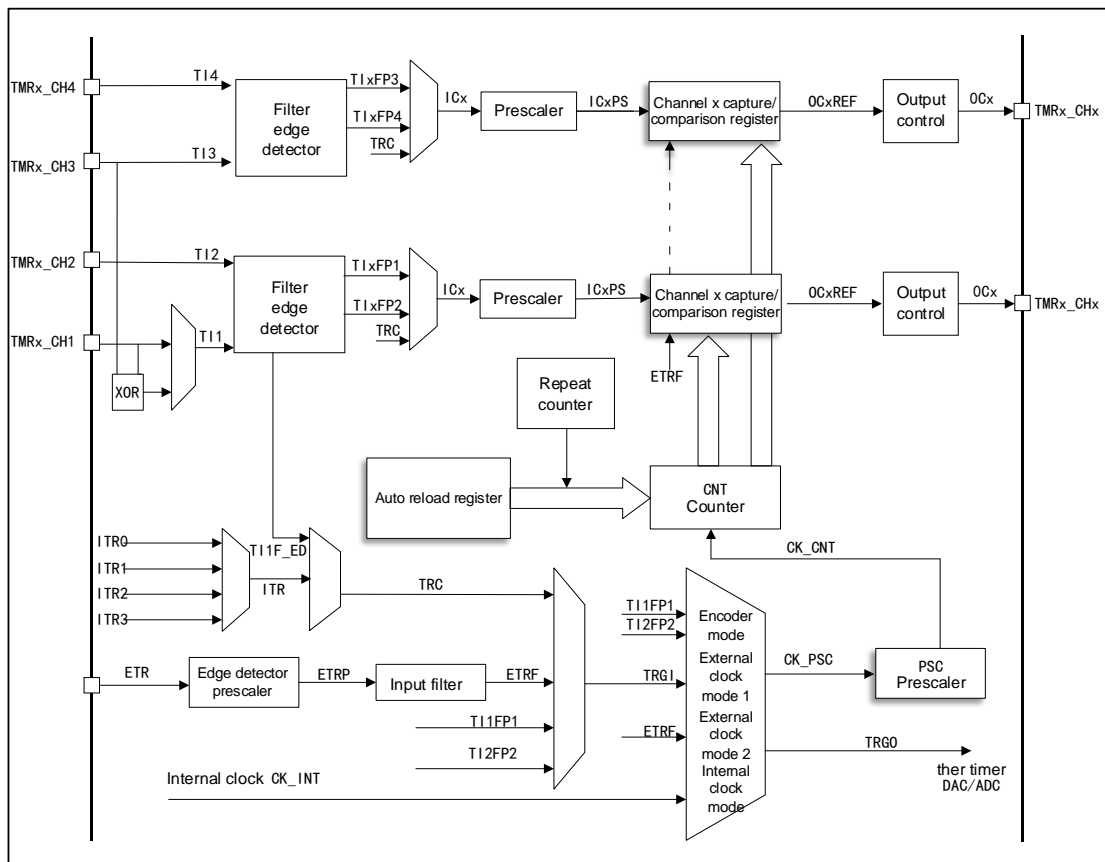 TMRx_CH4
TI4
Filter
edge
detector
TIxFP3
TIxFP4
TRC
ICx
Prescaler
ICxPS
Channel x capture/
comparison register
OCxREF
Output
control
OCx
TMRx_CHx
TMRx_CH3
TI3
TMRx_CH2
TI2
Filter
edge
detector
TIxFP1
TIxFP2
TRC
ICx
Prescaler
ICxPS
Channel x capture/
comparison register
OCxREF
Output
control
OCx
TMRx_CHx
TMRx_CH1
TI1
XOR
ETRF
Repeat
counter
Auto reload register
CNT
Counter
CK_CNT
ITR0
ITR1
ITR2
ITR3
TI1F_ED
ITR
TRC
TI1FP1
TI2FP2
Encoder
mode
External
clock
mode 1
External
clock
mode 2
Internal
clock
mode
CK_PSC
PSC
Prescaler
ETR
Edge detector
prescaler
ETRP
Input filter
ETRF
TRGI
TI1FP1
TI2FP2
ETRF
TRGO
ther timer
DAC/ADC
Internal clock CK_INT